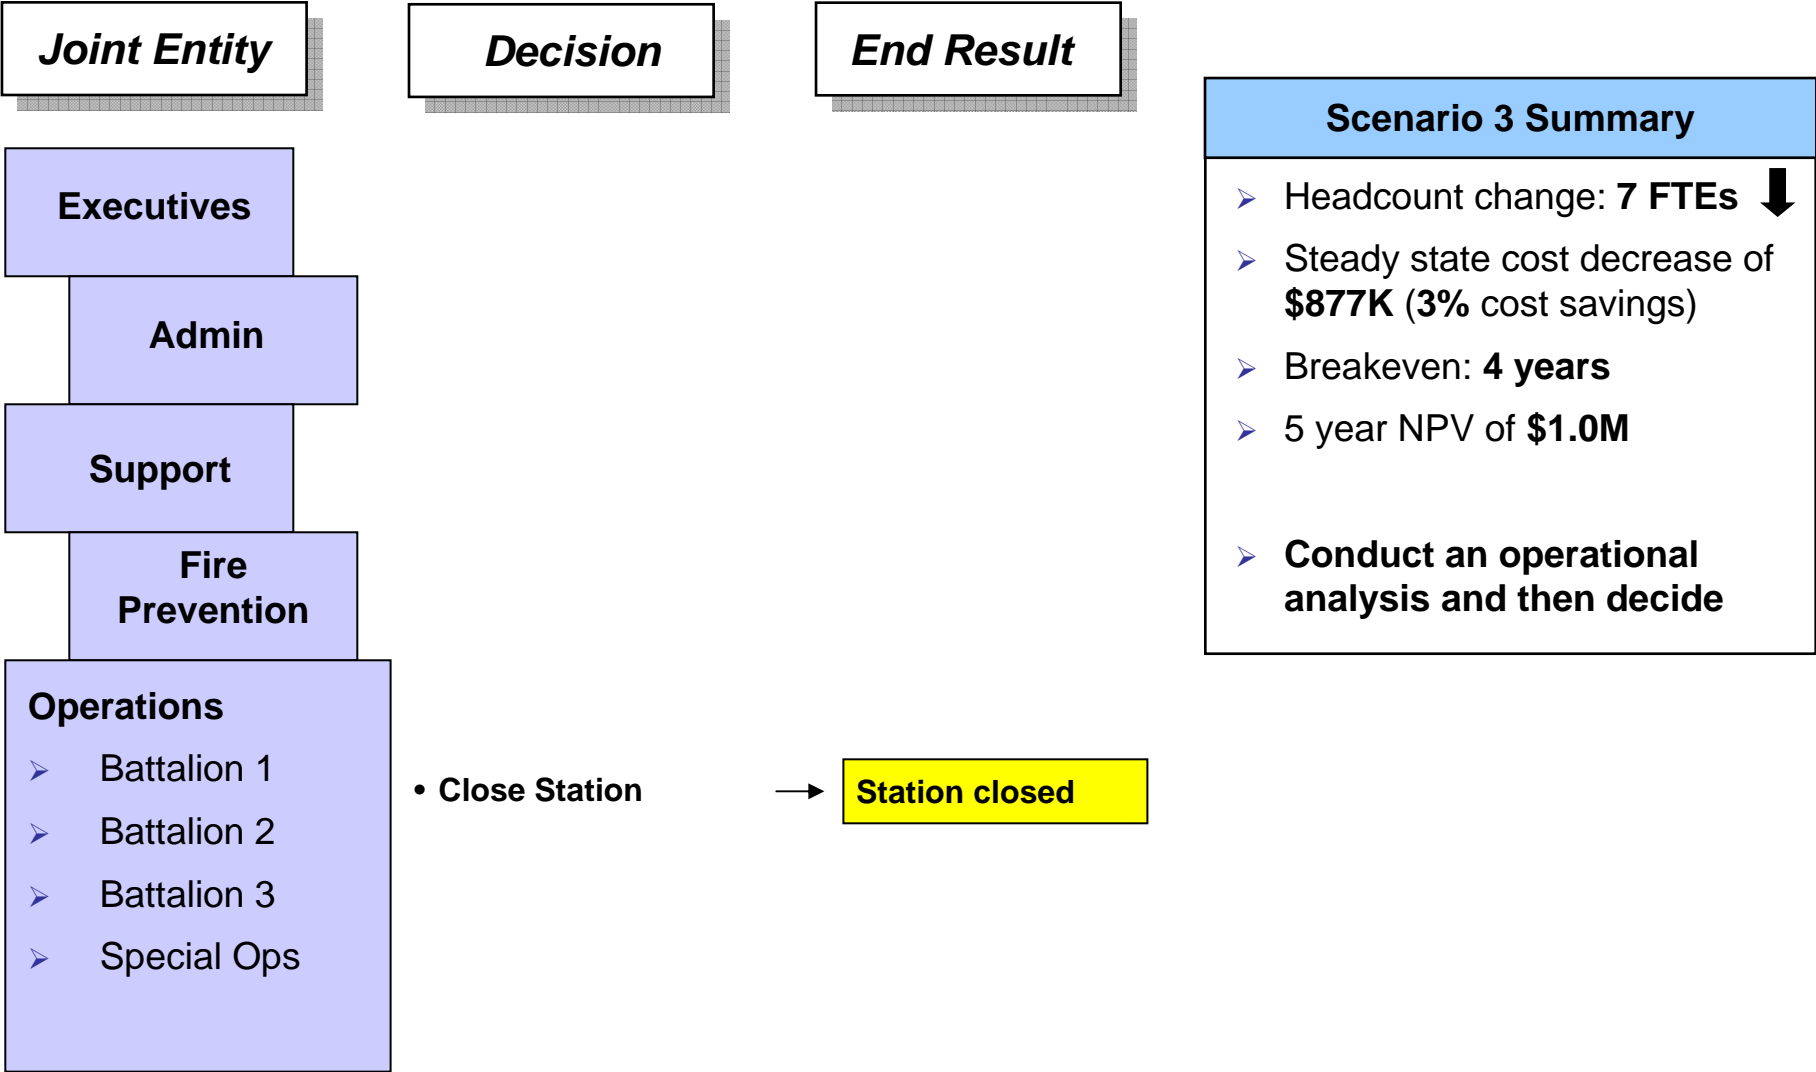 Joint Entity
Decision
End Result
Executives
Admin
Support
Fire
Prevention
Operations
➢ Battalion 1
➢ Battalion 2
➢ Battalion 3
➢ Special Ops
• Close Station
Station closed
Scenario 3 Summary
➢ Headcount change: 7 FTEs
➢ Steady state cost decrease of
$877K (3% cost savings)
➢ Breakeven: 4 years
➢ 5 year NPV of $1.0M
➢ Conduct an operational
analysis and then decide